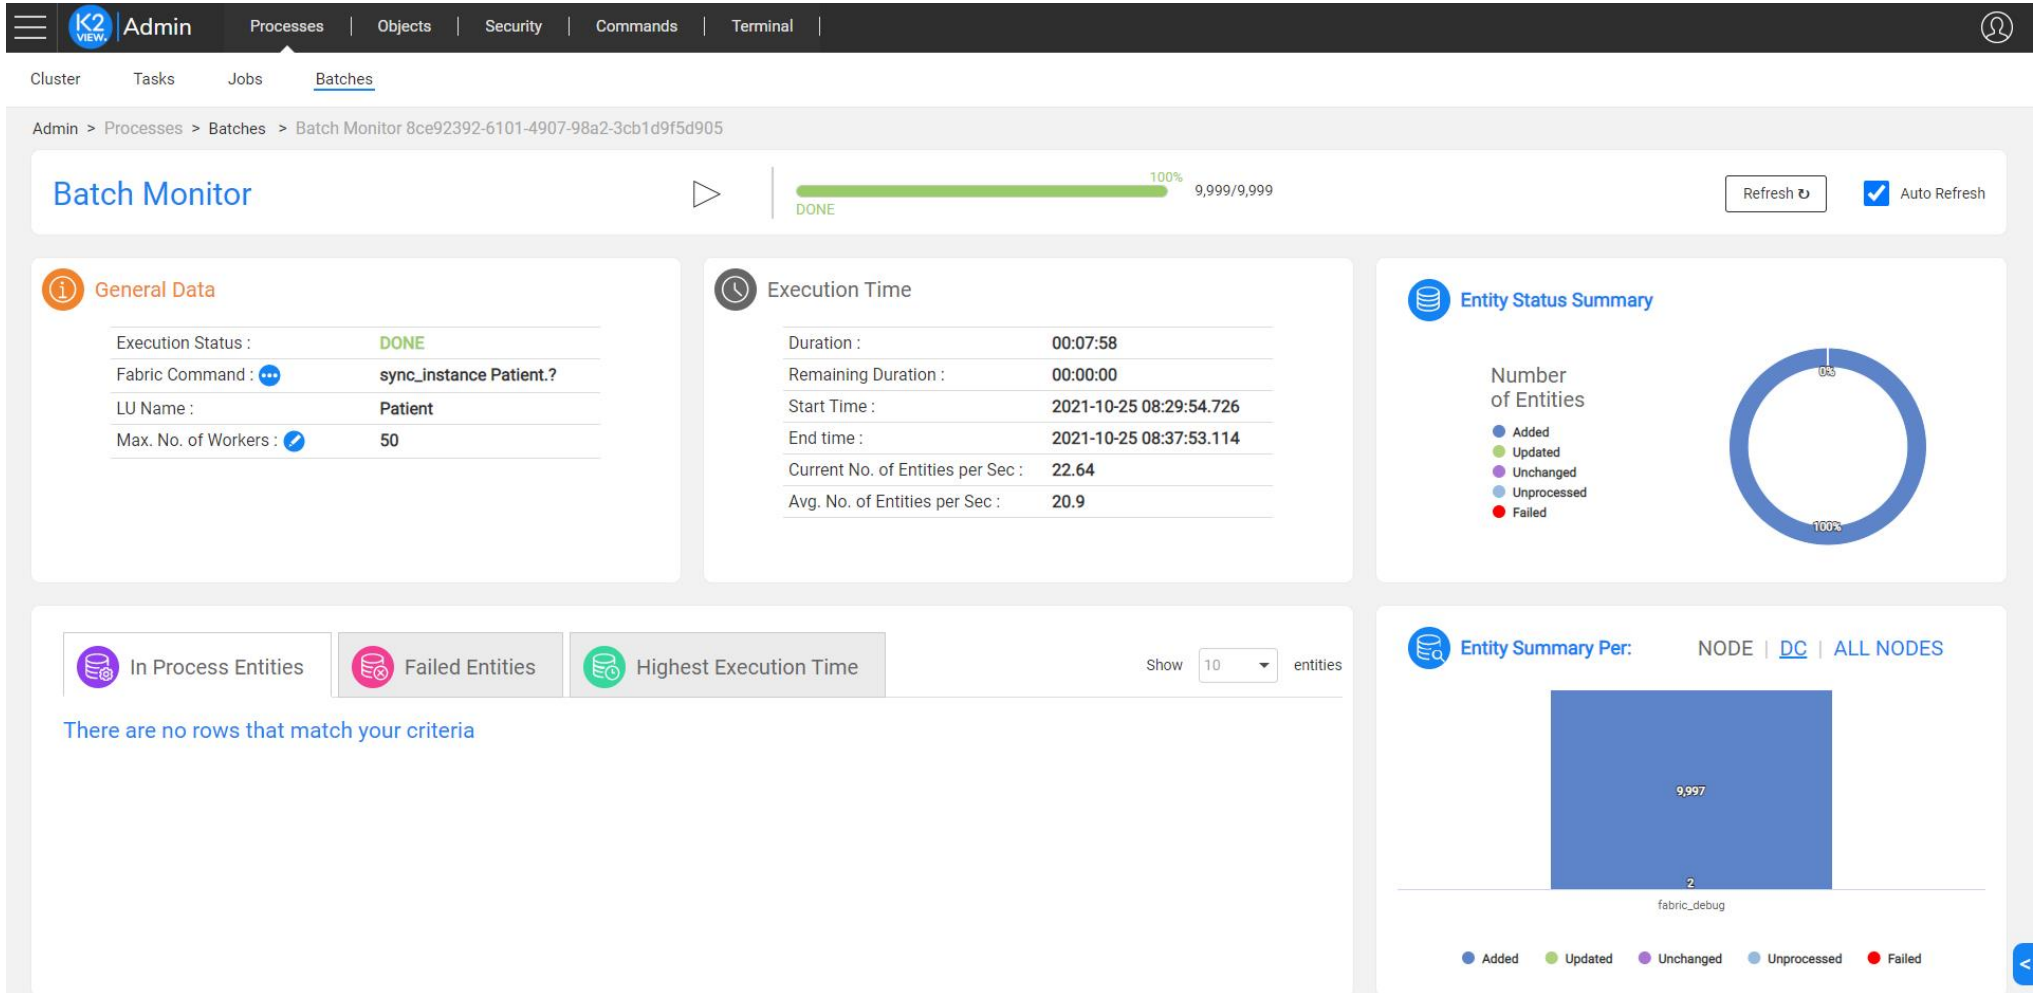 K2 VIEW. Admin Processes | Objects | Security | Commands | Terminal |
Cluster Tasks Jobs Batches
Admin > Processes > Batches > Batch Monitor 8ce92392-6101-4907-98a2-3cb1d9f5d905
Batch Monitor
100%
9,999/9,999
DONE
Refresh
Auto Refresh
General Data
Execution Status : DONE
Fabric Command : sync_instance Patient.?
LU Name : Patient
Max. No. of Workers : 50
Execution Time
Duration : 00:07:58
Remaining Duration : 00:00:00
Start Time : 2021-10-25 08:29:54.726
End time : 2021-10-25 08:37:53.114
Current No. of Entities per Sec : 22.64
Avg. No. of Entities per Sec : 20.9
Entity Status Summary
Number
of Entities
Added
Updated
Unchanged
Unprocessed
Failed
0%
100%
In Process Entities
Failed Entities
Highest Execution Time
Show 10 entities
There are no rows that match your criteria
Entity Summary Per: NODE | DC | ALL NODES
9,997
2
fabric_debug
Added Updated Unchanged Unprocessed Failed
<